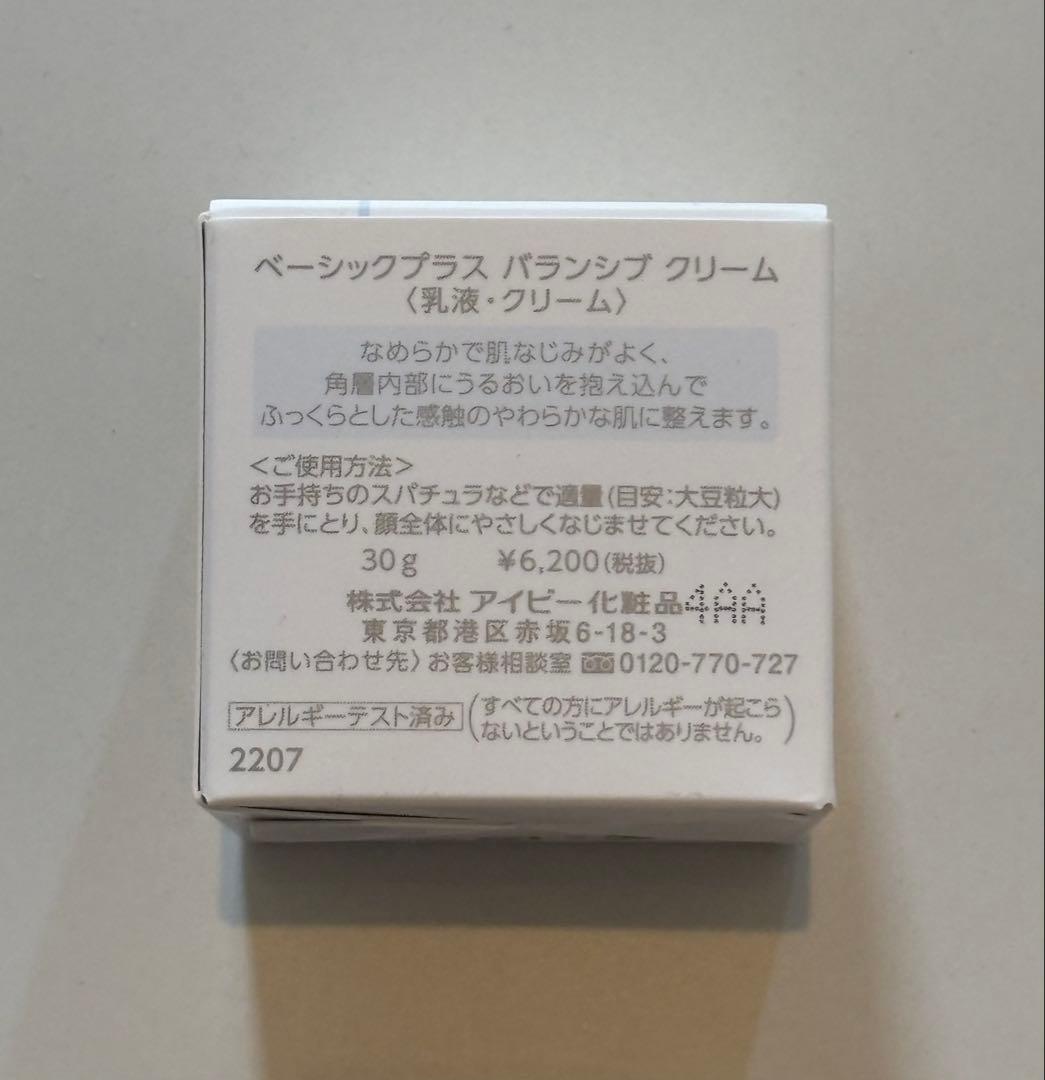 ベーシックプラス バランシブ クリーム
〈乳液・クリーム〉
なめらかで肌なじみがよく、
角層内部にうるおいを抱え込んで
ふっくらとした感触のやわらかな肌に整えます。
＜ご使用方法＞
お手持ちのスパチュラなどで適量(目安：大豆粒大)
を手にとり、顔全体にやさしくなじませてください。
30g ¥6,200(税抜)
株式会社 アイビー化粧品
東京都港区赤坂6-18-3
〈お問い合わせ先〉お客様相談室 0120-770-727
アレルギーテスト済み (すべての方にアレルギーが起こら
ないということではありません。)
2207